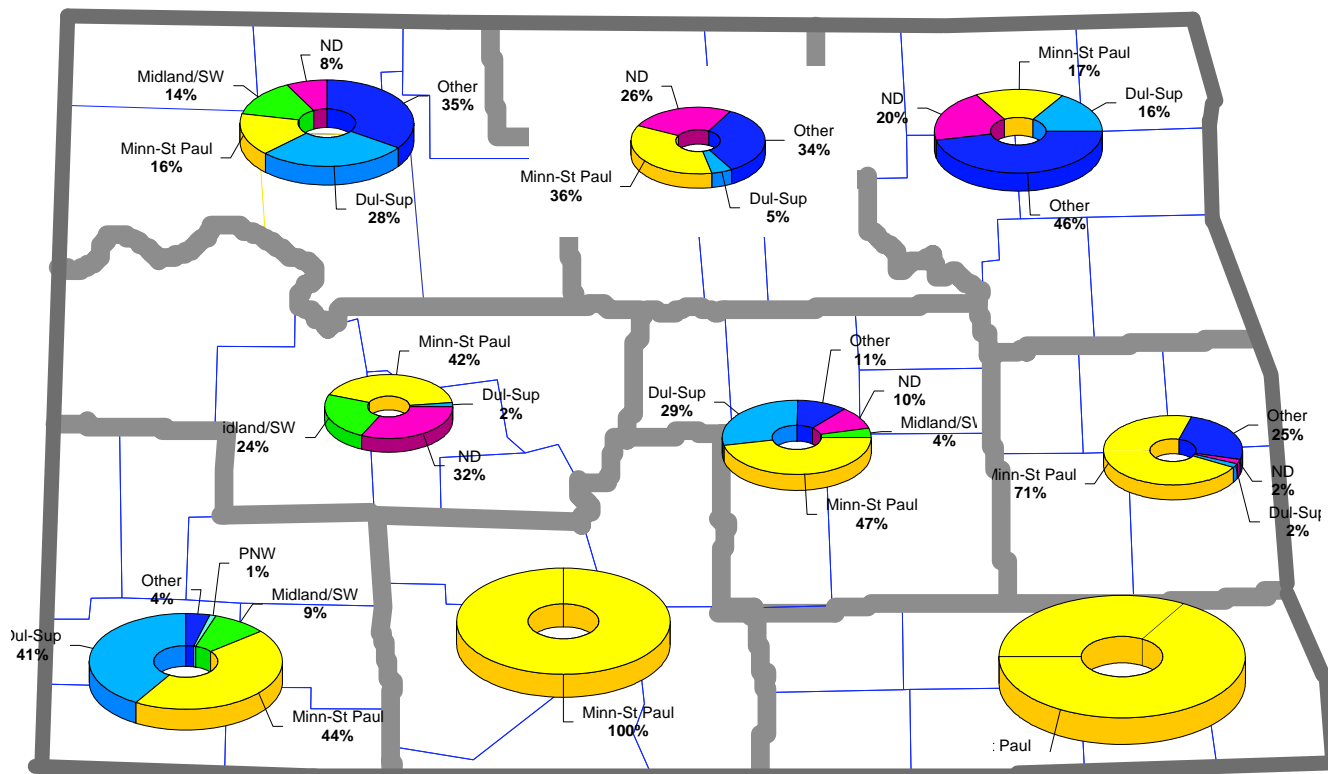 ND
8%
Midland/SW
14%
Other
35%
Minn-St Paul
16%
Dul-Sup
28%
ND
26%
Other
34%
Minn-St Paul
36%
Dul-Sup
5%
Minn-St Paul
17%
ND
20%
Dul-Sup
16%
Other
46%
Minn-St Paul
42%
Dul-Sup
2%
idland/SW
24%
ND
32%
Other
11%
Dul-Sup
29%
ND
10%
Midland/SW
4%
Minn-St Paul
47%
Other
25%
Minn-St Paul
71%
ND
2%
Dul-Sup
2%
PNW
1%
Other
4%
Midland/SW
9%
Dul-Sup
41%
Minn-St Paul
44%
Minn-St Paul
100%
Paul